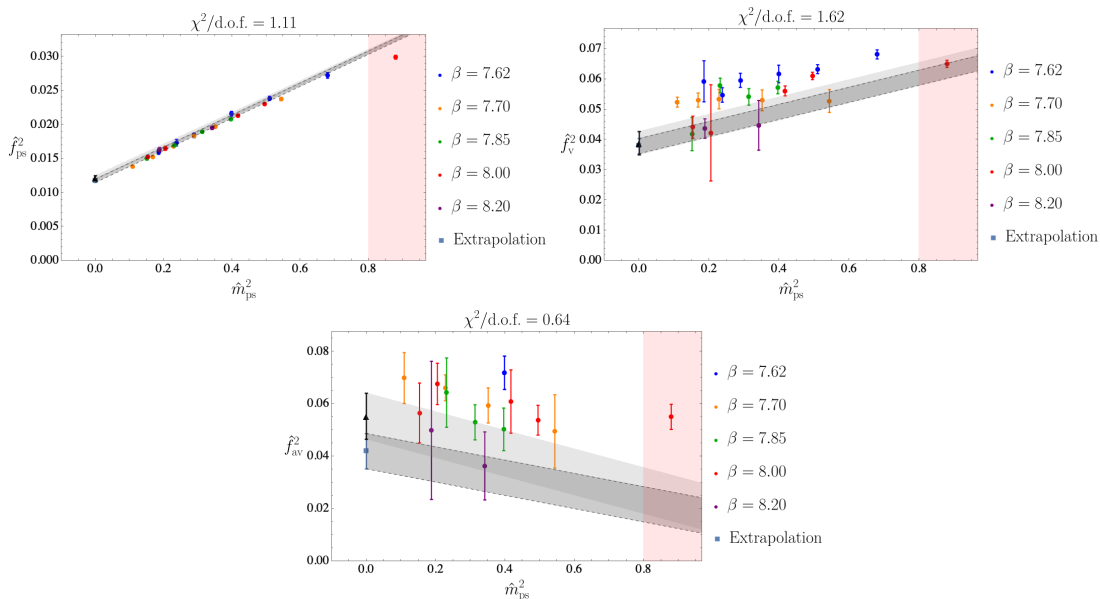 χ²/d.o.f. = 1.11
f̂²ps
0.030
0.025
0.020
0.015
0.010
0.005
0.000
0.0 0.2 0.4 0.6 0.8
m̂²ps
β = 7.62
β = 7.70
β = 7.85
β = 8.00
β = 8.20
Extrapolation
χ²/d.o.f. = 1.62
f̂²v
0.07
0.06
0.05
0.04
0.03
0.02
0.01
0.00
0.0 0.2 0.4 0.6 0.8
m̂²ps
β = 7.62
β = 7.70
β = 7.85
β = 8.00
β = 8.20
Extrapolation
χ²/d.o.f. = 0.64
f̂²av
0.08
0.06
0.04
0.02
0.00
0.0 0.2 0.4 0.6 0.8
m̂²ps
β = 7.62
β = 7.70
β = 7.85
β = 8.00
β = 8.20
Extrapolation